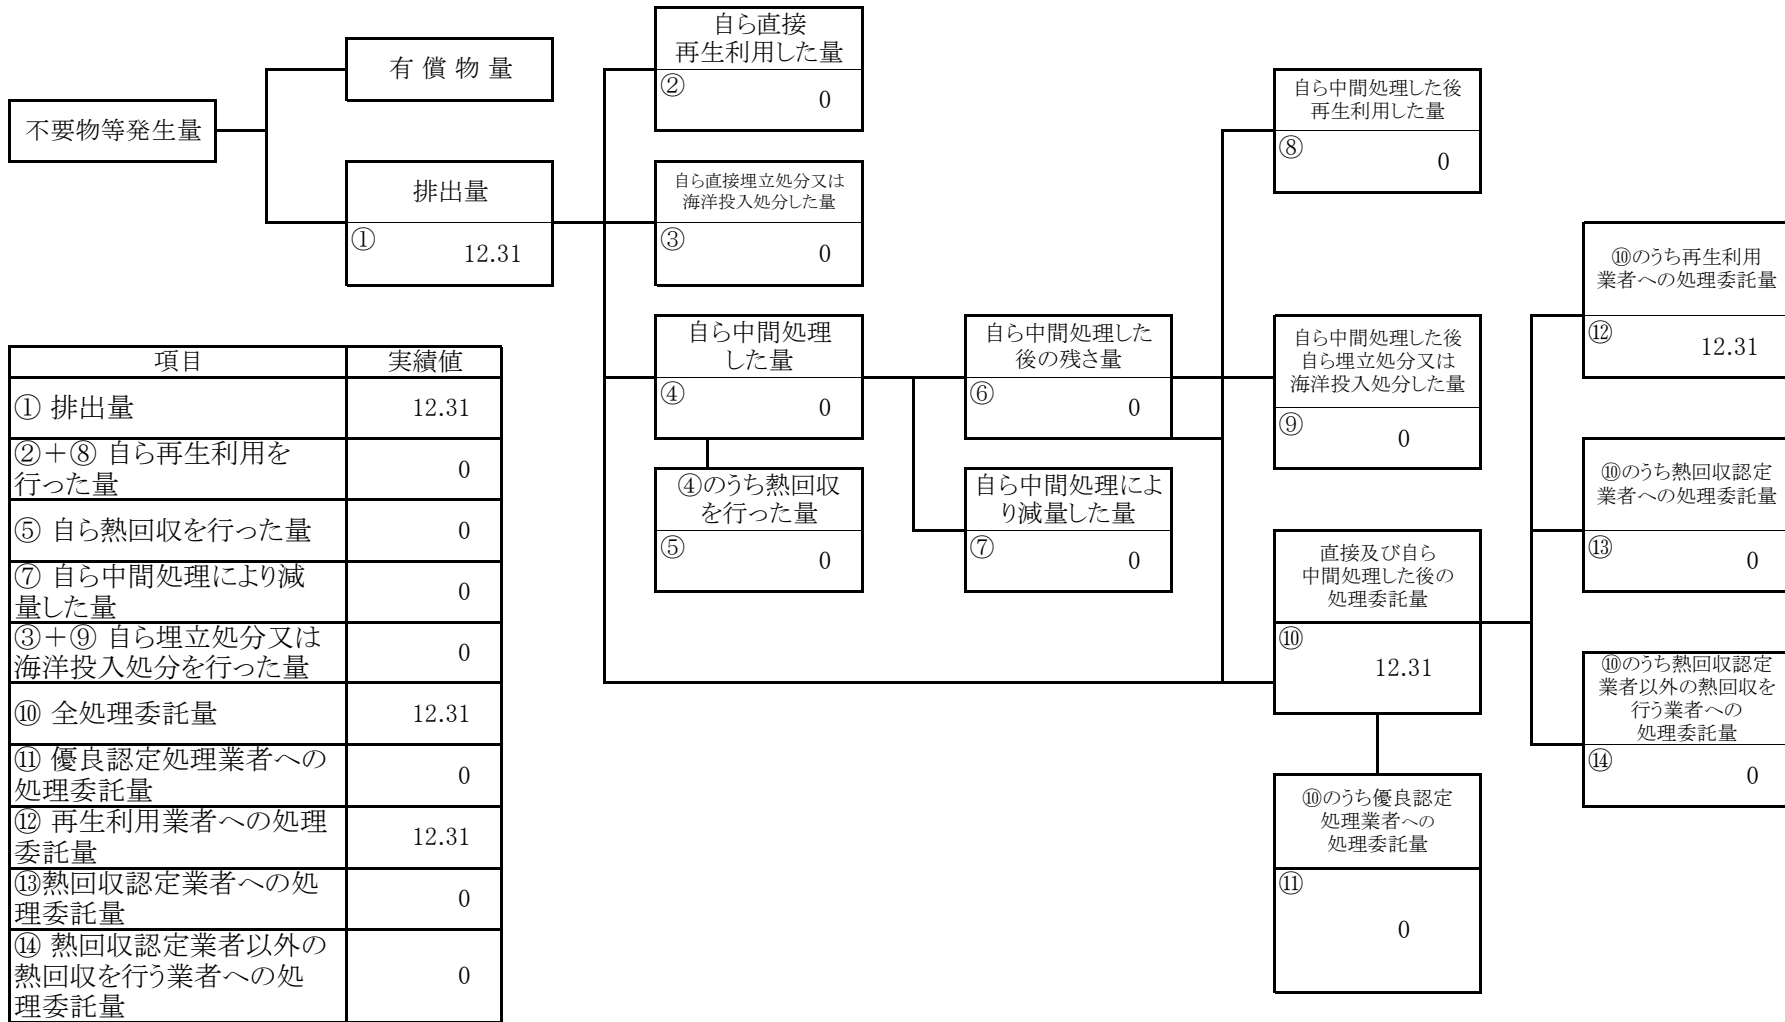 不要物等発生量
有 償 物 量
排出量
①
12.31
自ら直接
再生利用した量
②
0
自ら直接埋立処分又は
海洋投入処分した量
③
0
自ら中間処理
した量
④
0
④のうち熱回収
を行った量
⑤
0
自ら中間処理した
後の残さ量
⑥
0
自ら中間処理によ
り減量した量
⑦
0
自ら中間処理した後
再生利用した量
⑧
0
自ら中間処理した後
自ら埋立処分又は
海洋投入処分した量
⑨
0
直接及び自ら
中間処理した後の
処理委託量
⑩
12.31
⑩のうち優良認定
処理業者への
処理委託量
⑪
0
⑩のうち再生利用
業者への処理委託量
⑫
12.31
⑩のうち熱回収認定
業者への処理委託量
⑬
0
⑩のうち熱回収認定
業者以外の熱回収を
行う業者への
処理委託量
⑭
0
項目 実績値
① 排出量 12.31
②＋⑧ 自ら再生利用を
行った量 0
⑤ 自ら熱回収を行った量 0
⑦ 自ら中間処理により減
量した量 0
③＋⑨ 自ら埋立処分又は
海洋投入処分を行った量 0
⑩ 全処理委託量 12.31
⑪ 優良認定処理業者への
処理委託量 0
⑫ 再生利用業者への処理
委託量 12.31
⑬熱回収認定業者への処
理委託量 0
⑭ 熱回収認定業者以外の
熱回収を行う業者への処
理委託量 0